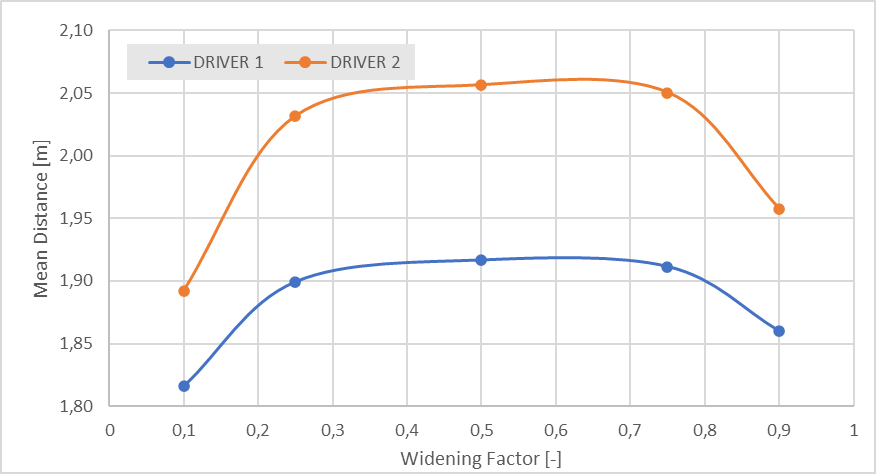 2,10
2,05
2,00
1,95
1,90
1,85
1,80
Mean Distance [m]
DRIVER 1 DRIVER 2
0 0,1 0,2 0,3 0,4 0,5 0,6 0,7 0,8 0,9 1
Widening Factor [-]